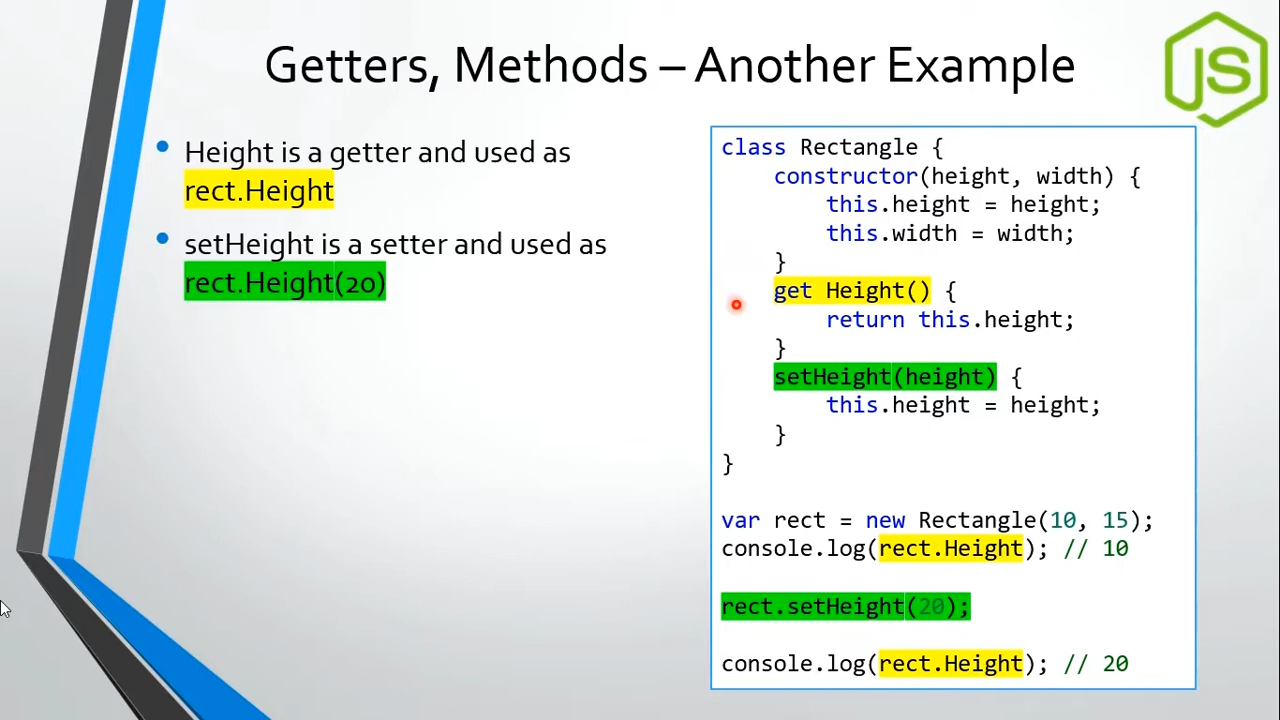 Getters, Methods – Another Example
JS
• Height is a getter and used as
rect.Height
• setHeight is a setter and used as
rect.Height(20)
class Rectangle {
    constructor(height, width) {
        this.height = height;
        this.width = width;
    }
    get Height() {
        return this.height;
    }
    setHeight(height) {
        this.height = height;
    }
}
var rect = new Rectangle(10, 15);
console.log(rect.Height); // 10
rect.setHeight(20);
console.log(rect.Height); // 20